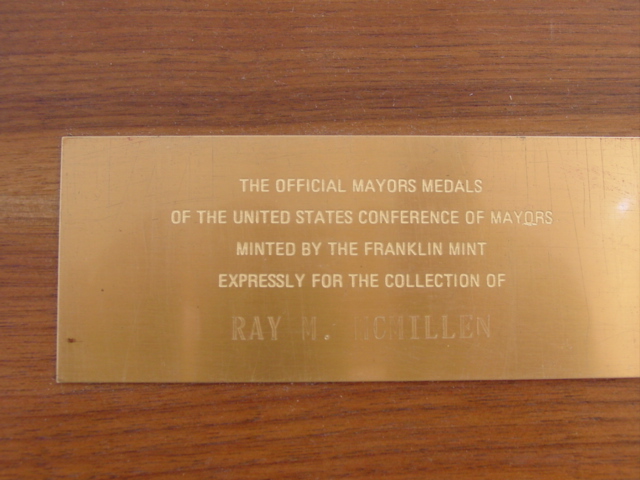 THE OFFICIAL MAYORS MEDALS
OF THE UNITED STATES CONFERENCE OF MAYORS
MINTED BY THE FRANKLIN MINT
EXPRESSLY FOR THE COLLECTION OF
RAY M. MCMILLEN